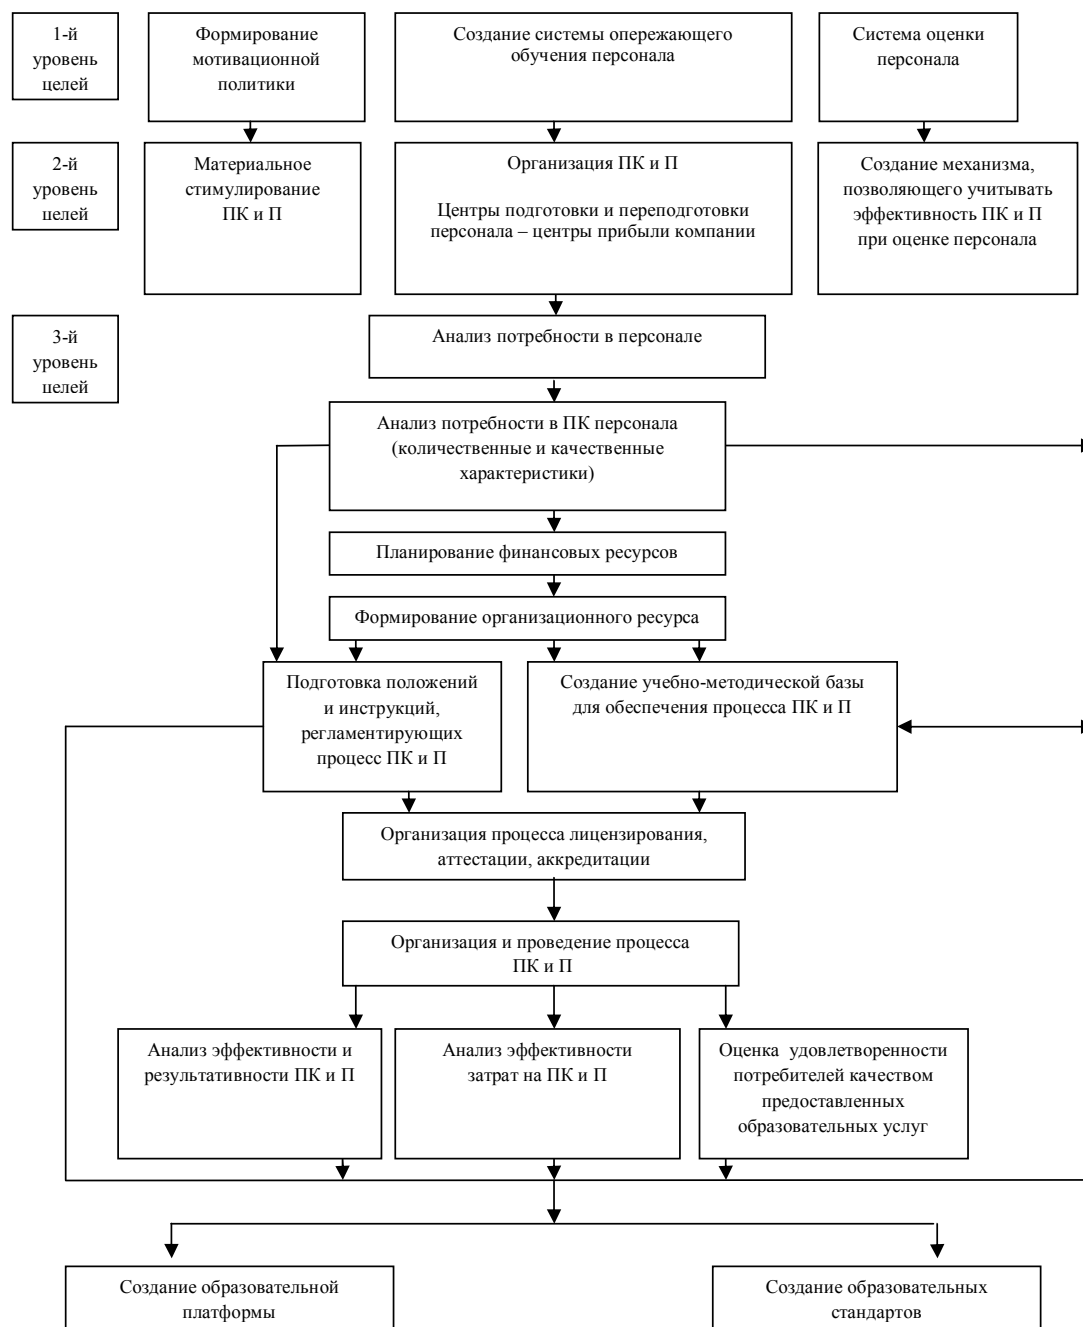 1-й
уровень
целей
Формирование
мотивационной
политики
Создание системы опережающего
обучения персонала
Система оценки
персонала
2-й
уровень
целей
Материальное
стимулирование
ПК и П
Организация ПК и П
Центры подготовки и переподготовки
персонала – центры прибыли компании
Создание механизма,
позволяющего учитывать
эффективность ПК и П
при оценке персонала
3-й
уровень
целей
Анализ потребности в персонале
Анализ потребности в ПК персонала
(количественные и качественные
характеристики)
Планирование финансовых ресурсов
Формирование организационного ресурса
Подготовка положений
и инструкций,
регламентирующих
процесс ПК и П
Создание учебно-методической базы
для обеспечения процесса ПК и П
Организация процесса лицензирования,
аттестации, аккредитации
Организация и проведение процесса
ПК и П
Анализ эффективности и
результативности ПК и П
Анализ эффективности
затрат на ПК и П
Оценка удовлетворенности
потребителей качеством
предоставленных
образовательных услуг
Создание образовательной
платформы
Создание образовательных
стандартов